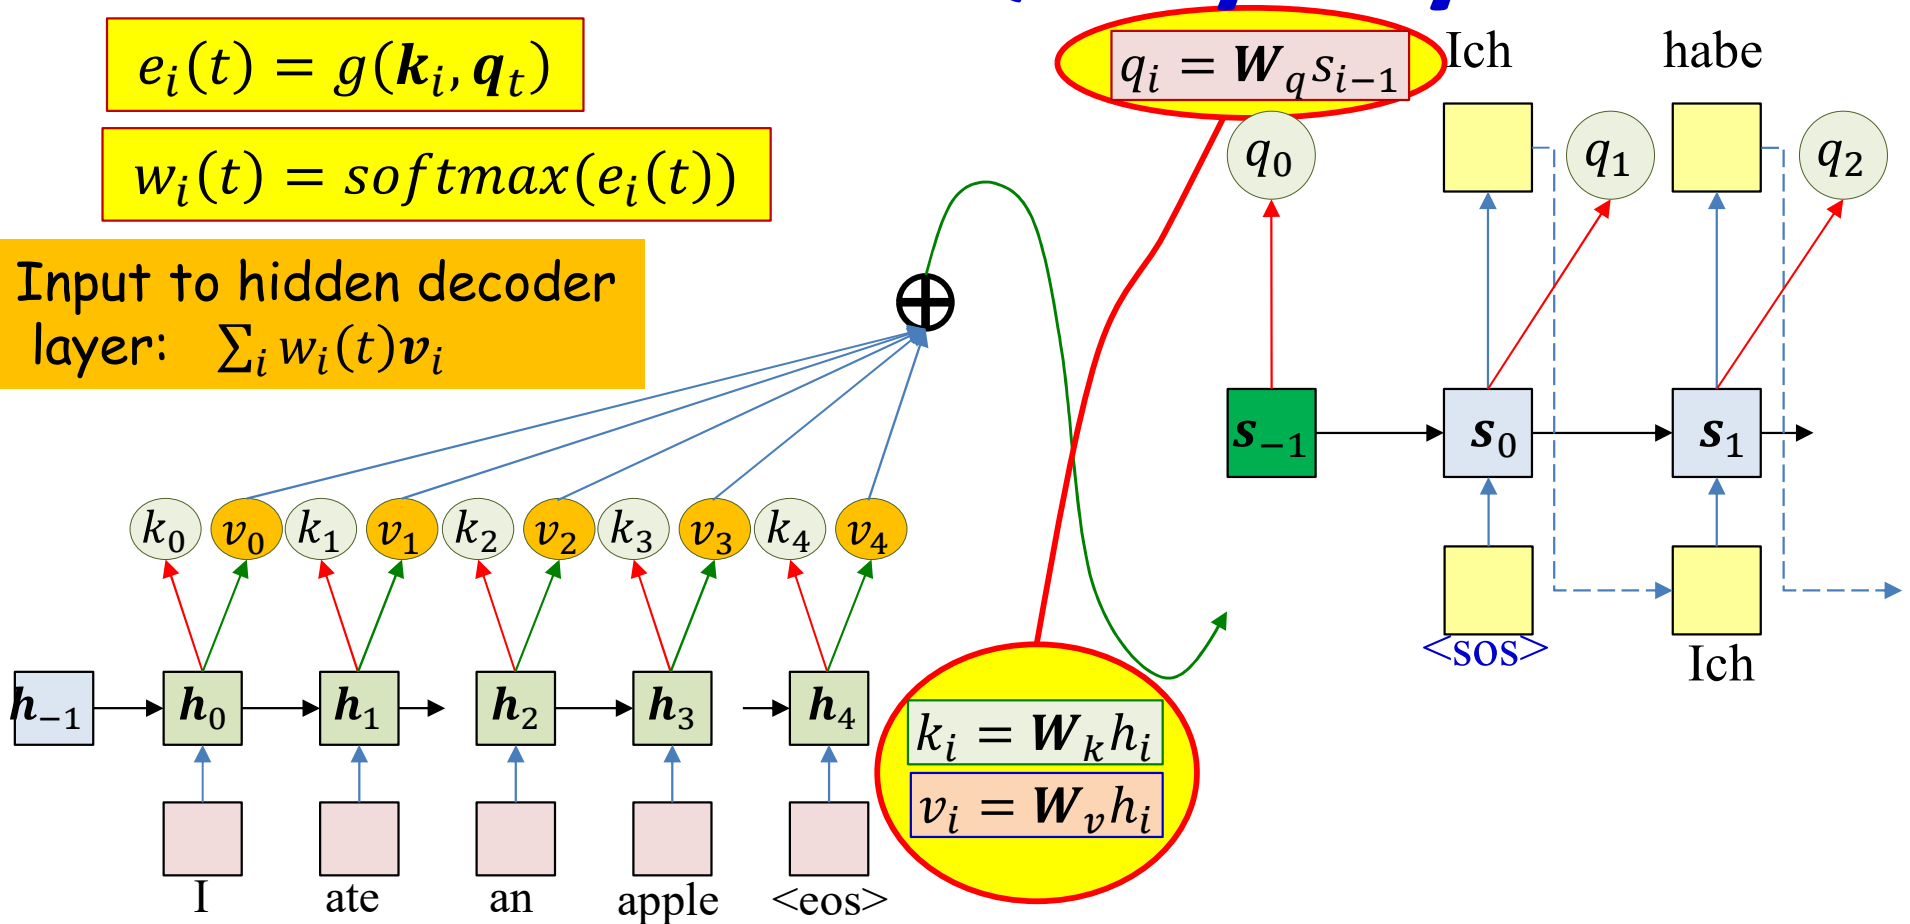 e_i(t) = g(k_i, q_t)
w_i(t) = softmax(e_i(t))
Input to hidden decoder
layer: ∑_i w_i(t)v_i
q_i = W_q s_{i−1}
Ich habe
q_0 q_1 q_2
s_{−1} s_0 s_1
k_0 v_0 k_1 v_1 k_2 v_2 k_3 v_3 k_4 v_4
<sos> Ich
h_{−1} h_0 h_1 h_2 h_3 h_4
k_i = W_k h_i
v_i = W_v h_i
I ate an apple <eos>